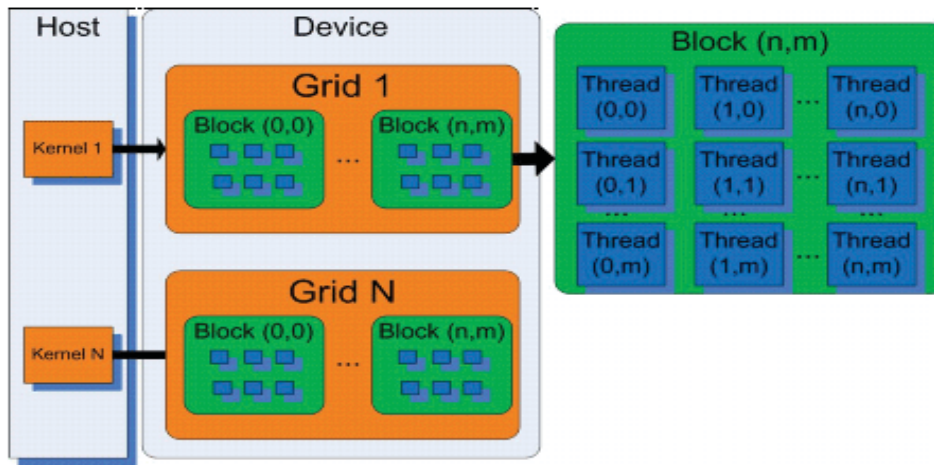 Host
Device
Kernel 1
Grid 1
Block (0,0)
...
Block (n,m)
Kernel N
Grid N
Block (0,0)
...
Block (n,m)
Block (n,m)
Thread (0,0)
Thread (1,0)
...
Thread (n,0)
Thread (0,1)
Thread (1,1)
...
Thread (n,1)
...
...
...
Thread (0,m)
Thread (1,m)
...
Thread (n,m)